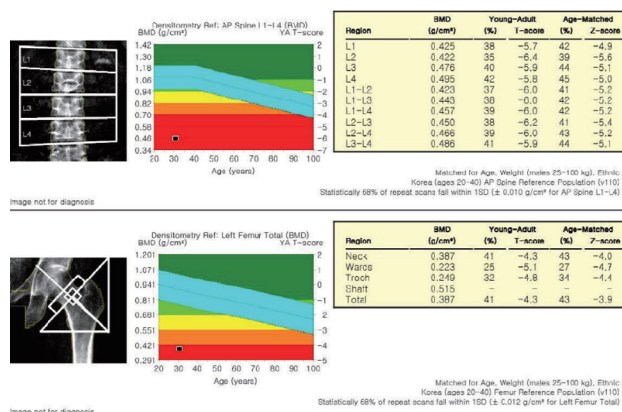 Densitometry Ref: AP Spine L1-L4 (BMD)
BMD (g/cm²) YA T-score
1.42 2
1.30 1
1.18 0
1.06 -1
0.94 -2
0.82 -3
0.70 -4
0.58 -5
0.46 -6
0.34 -7
20 30 40 50 60 70 80 90 100
Age (years)
L1
L2
L3
L4
BMD Young-Adult Age-Matched
Region (g/cm²) (%) T-score (%) Z-score
L1 0.425 38 -5.7 42 -4.9
L2 0.422 35 -6.4 39 -5.6
L3 0.476 40 -5.9 44 -5.1
L4 0.495 42 -5.8 45 -5.0
L1-L2 0.423 37 -6.0 41 -5.2
L1-L3 0.443 38 -6.0 42 -5.2
L1-L4 0.457 39 -6.0 42 -5.2
L2-L3 0.450 38 -6.2 41 -5.4
L2-L4 0.466 39 -6.0 43 -5.2
L3-L4 0.486 41 -5.9 44 -5.1
Matched for Age, Weight (males 25-100 kg), Ethnic
Korea (ages 20-40) AP Spine Reference Population (v110)
Statistically 68% of repeat scans fall within 1SD (± 0.010 g/cm² for AP Spine L1-L4)
Image not for diagnosis
Densitometry Ref: Left Femur Total (BMD)
BMD (g/cm²) YA T-score
1.201 2
1.071 1
0.941 0
0.811 -1
0.681 -2
0.551 -3
0.421 -4
0.291 -5
20 30 40 50 60 70 80 90 100
Age (years)
BMD Young-Adult Age-Matched
Region (g/cm²) (%) T-score (%) Z-score
Neck 0.387 41 -4.3 43 -4.0
Wards 0.223 25 -5.1 27 -4.7
Troch 0.249 32 -4.8 34 -4.4
Shaft 0.515 - - - -
Total 0.387 41 -4.3 43 -3.9
Matched for Age, Weight (males 25-100 kg), Ethnic
Korea (ages 20-40) Femur Reference Population (v110)
Statistically 68% of repeat scans fall within 1SD (± 0.012 g/cm² for Left Femur Total)
Image not for diagnosis